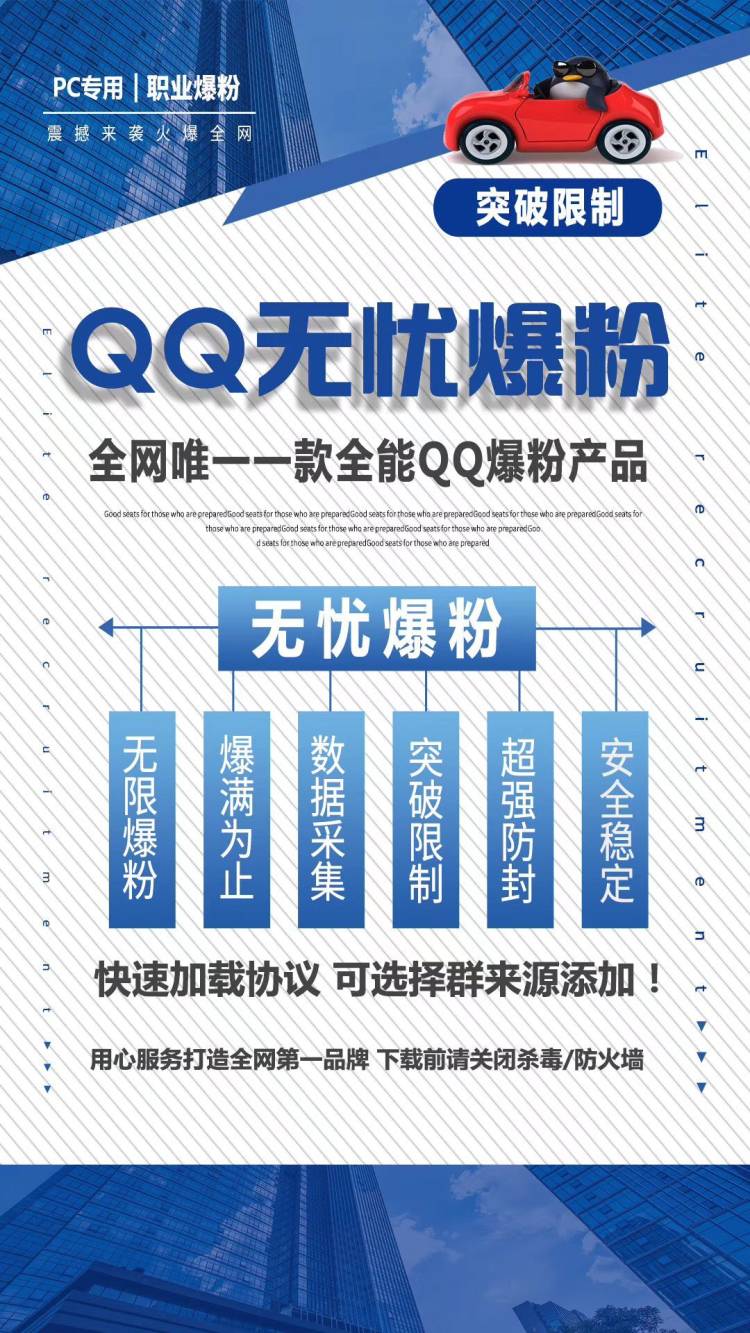 PC专用|职业爆粉
震撼来袭火爆全网
突破限制
QQ无忧爆粉
全网唯一一款全能QQ爆粉产品
Good seats for those who are preparedGood seats for those who are preparedGood seats for those who are preparedGood seats for
those who are preparedGood seats for those who are preparedGood seats for those who are preparedGoo
d seats for those who are preparedGood seats for those who are prepared
无忧爆粉
无限爆粉
爆满为止
数据采集
突破限制
超强防封
安全稳定
快速加载协议 可选择群来源添加！
用心服务打造全网第一品牌 下载前请关闭杀毒/防火墙
Elite recruitment
Elite recruitment